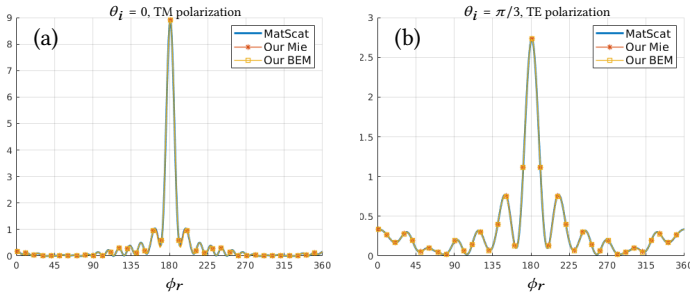 θi = 0, TM polarization
(a)
MatScat
Our Mie
Our BEM
9
8
7
6
5
4
3
2
1
0
0 45 90 135 180 225 270 315 360
ϕr
θi = π/3, TE polarization
(b)
MatScat
Our Mie
Our BEM
3
2.5
2
1.5
1
0.5
0
0 45 90 135 180 225 270 315 360
ϕr